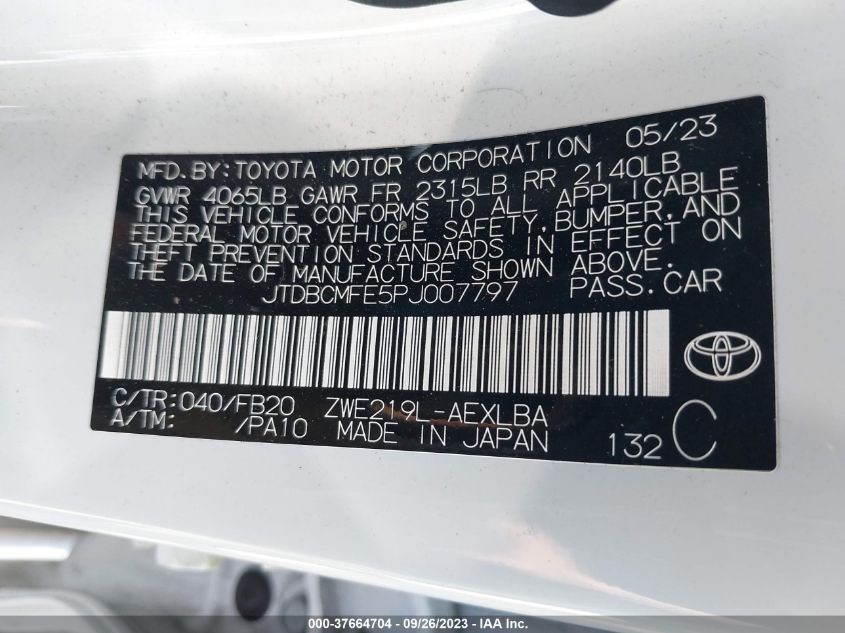 05/23
MFD.BY:TOYOTA MOTOR CORPORATION
GVWR 4065LB GAWR FR 2315LB RR 2140LB
THIS VEHICLE CONFORMS TO ALL APPLICABLE
FEDERAL MOTOR VEHICLE SAFETY,BUMPER,AND
THEFT PREVENTION STANDARDS IN EFFECT ON
THE DATE OF MANUFACTURE SHOWN ABOVE.
JTDBCMFE5PJ007797 PASS.CAR
C/TR:040/FB20 ZWE219L-AEXLBA
A/TM: /PA10 MADE IN JAPAN 132 C
000-37664704 - 09/26/2023 - IAAI.com